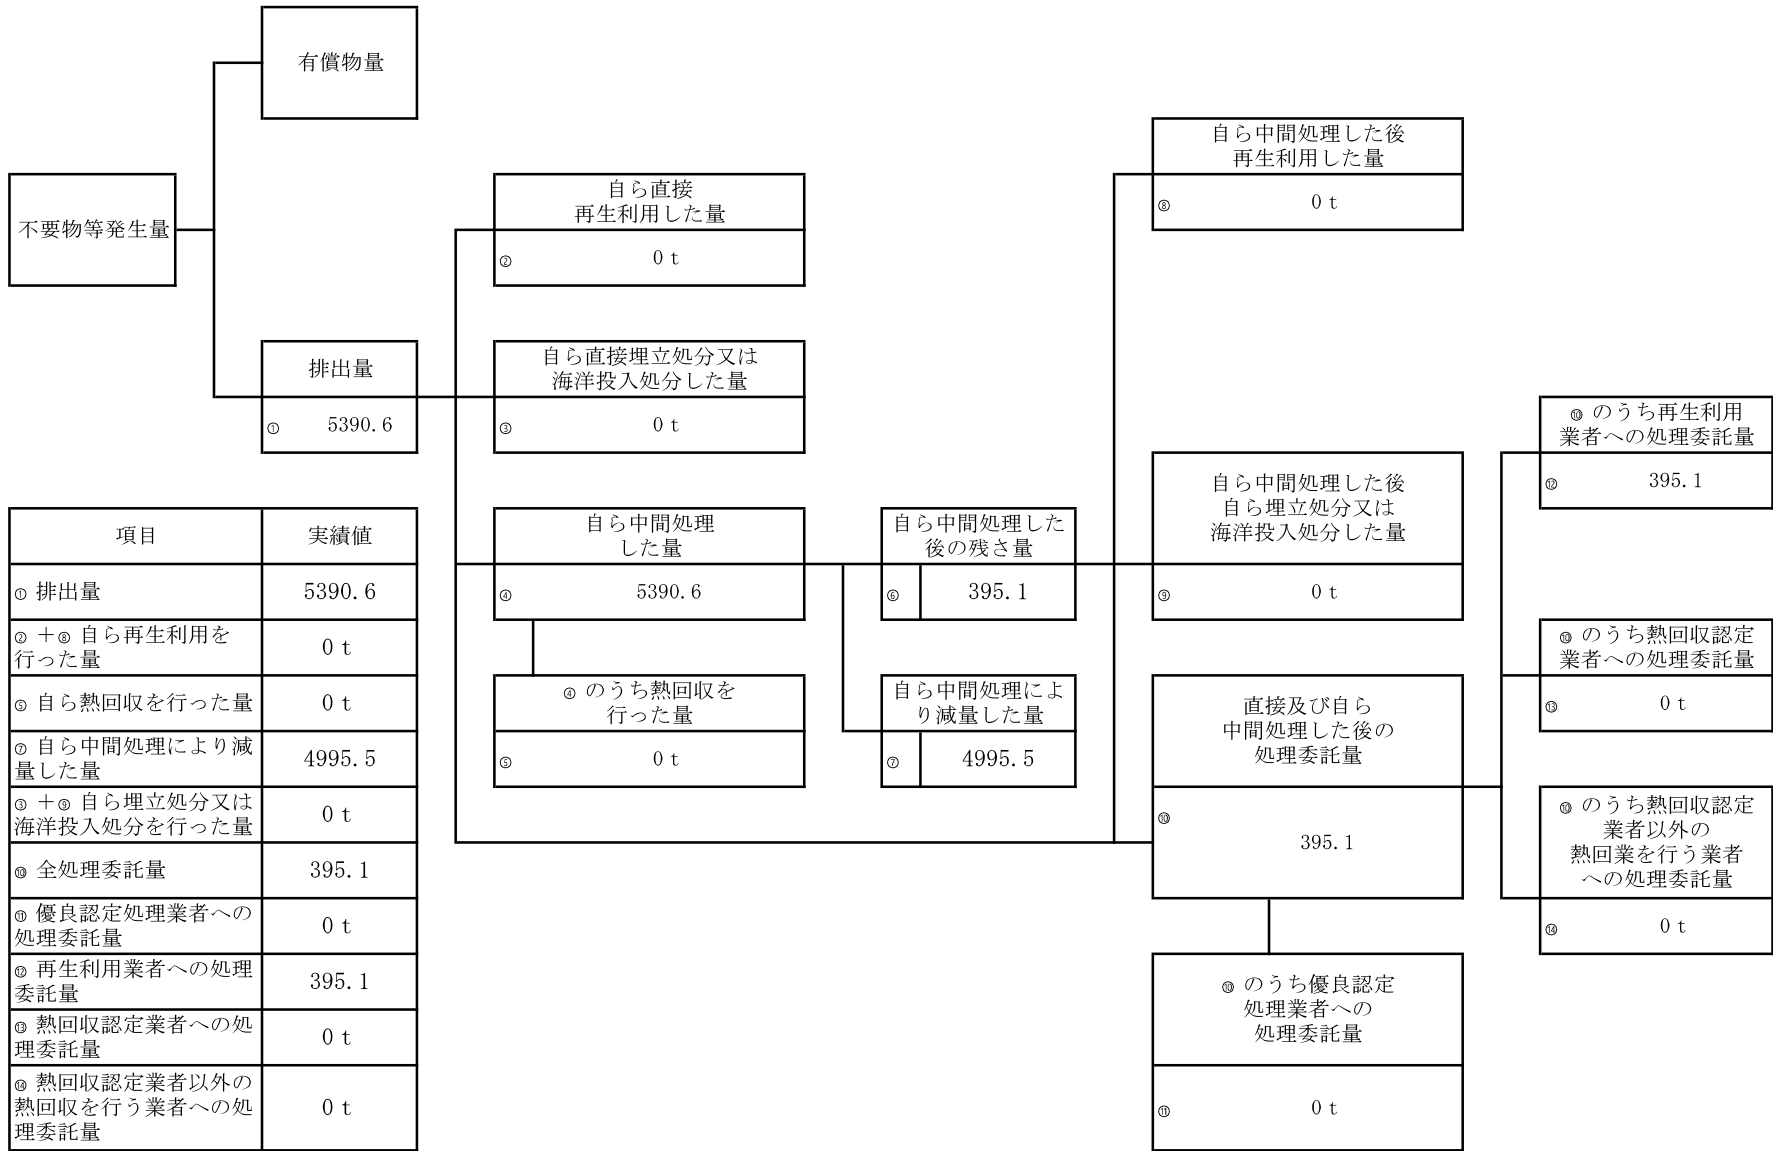 有償物量
不要物等発生量
排出量
① 5390.6
自ら直接
再生利用した量
② 0 t
自ら直接埋立処分又は
海洋投入処分した量
③ 0 t
自ら中間処理
した量
④ 5390.6
④ のうち熱回収を
行った量
⑤ 0 t
自ら中間処理した
後の残さ量
⑥ 395.1
自ら中間処理によ
り減量した量
⑦ 4995.5
自ら中間処理した後
再生利用した量
⑧ 0 t
自ら中間処理した後
自ら埋立処分又は
海洋投入処分した量
⑨ 0 t
直接及び自ら
中間処理した後の
処理委託量
⑩ 395.1
⑩ のうち優良認定
処理業者への
処理委託量
⑪ 0 t
⑩ のうち再生利用
業者への処理委託量
⑫ 395.1
⑩ のうち熱回収認定
業者への処理委託量
⑬ 0 t
⑩ のうち熱回収認定
業者以外の
熱回業を行う業者
への処理委託量
⑭ 0 t
項目 実績値
① 排出量 5390.6
② +⑧ 自ら再生利用を
行った量 0 t
⑤ 自ら熱回収を行った量 0 t
⑦ 自ら中間処理により減
量した量 4995.5
③ +⑨ 自ら埋立処分又は
海洋投入処分を行った量 0 t
⑩ 全処理委託量 395.1
⑪ 優良認定処理業者への
処理委託量 0 t
⑫ 再生利用業者への処理
委託量 395.1
⑬ 熱回収認定業者への処
理委託量 0 t
⑭ 熱回収認定業者以外の
熱回収を行う業者への処
理委託量 0 t